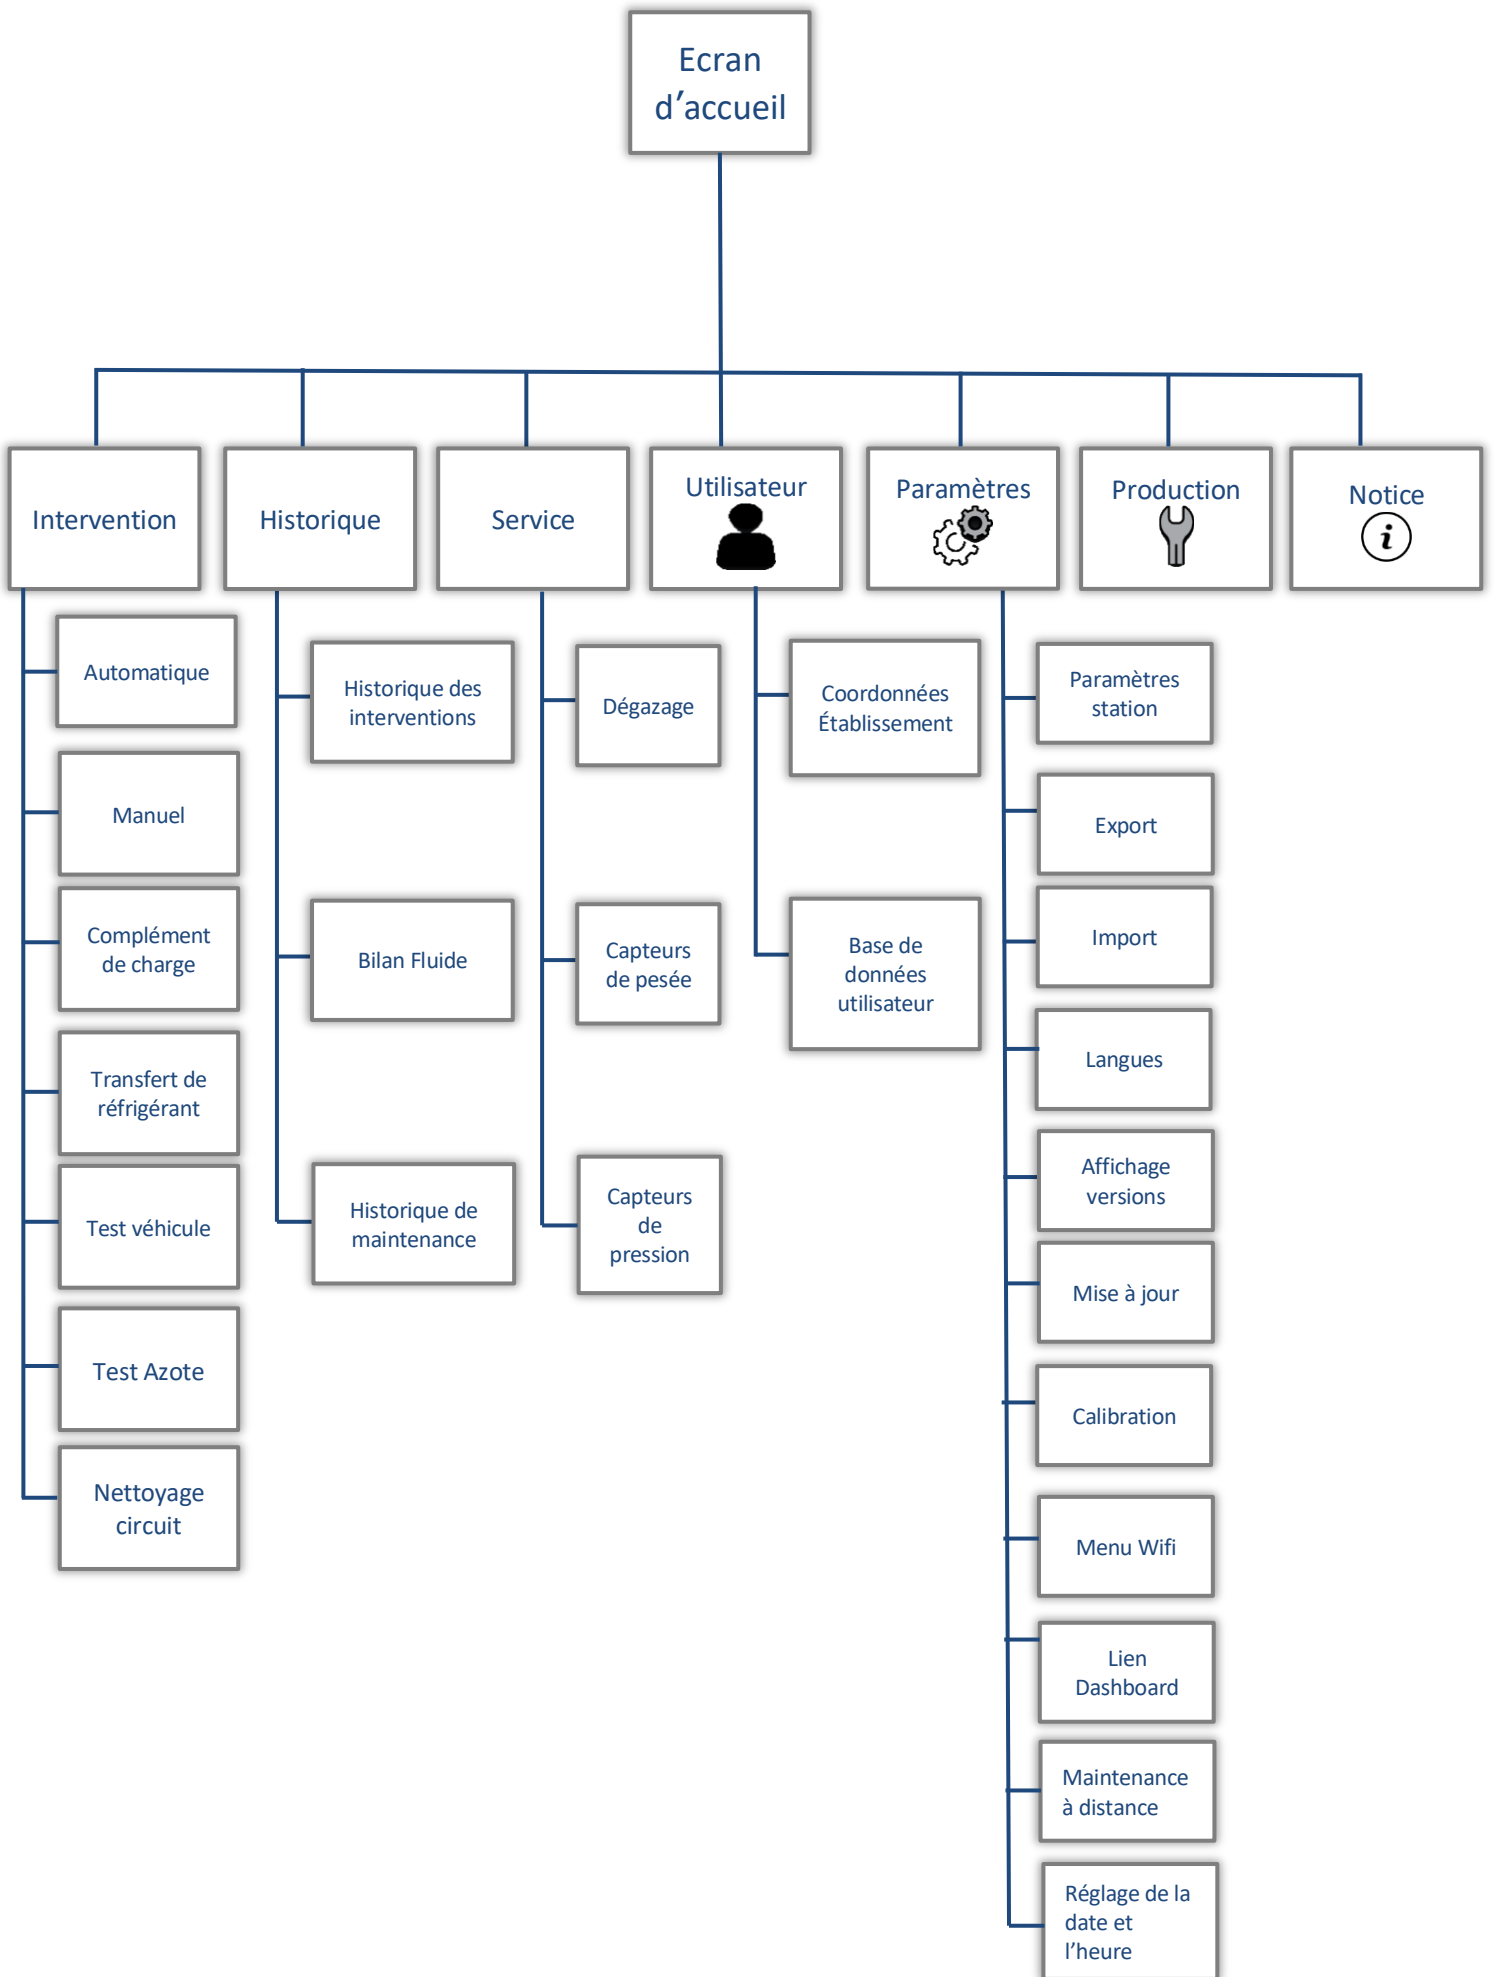 Ecran
d’accueil
Intervention
Historique
Service
Utilisateur
Paramètres
Production
Notice
i
Automatique
Manuel
Complément
de charge
Transfert de
réfrigérant
Test véhicule
Test Azote
Nettoyage
circuit
Historique des
interventions
Bilan Fluide
Historique de
maintenance
Dégazage
Capteurs
de pesée
Capteurs
de
pression
Coordonnées
Établissement
Base de
données
utilisateur
Paramètres
station
Export
Import
Langues
Affichage
versions
Mise à jour
Calibration
Menu Wifi
Lien
Dashboard
Maintenance
à distance
Réglage de la
date et
l’heure